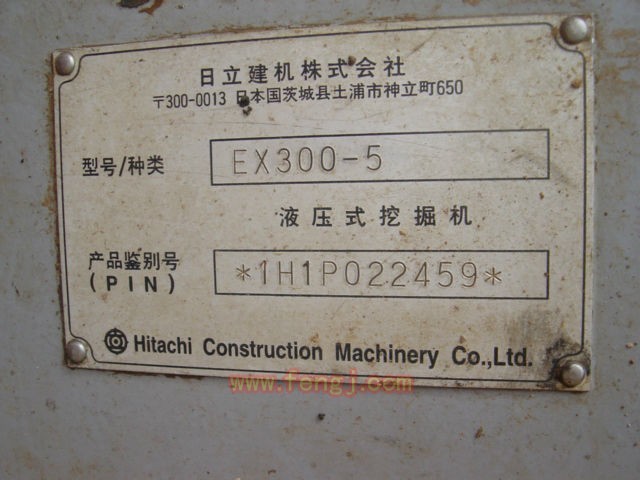 日立建机株式会社
〒300-0013 日本国茨城县土浦市神立町650
型号/种类 EX300-5
液压式挖掘机
产品鉴别号
(PIN) *1H1P022459*
Hitachi Construction Machinery Co.,Ltd.
www.fengj.com